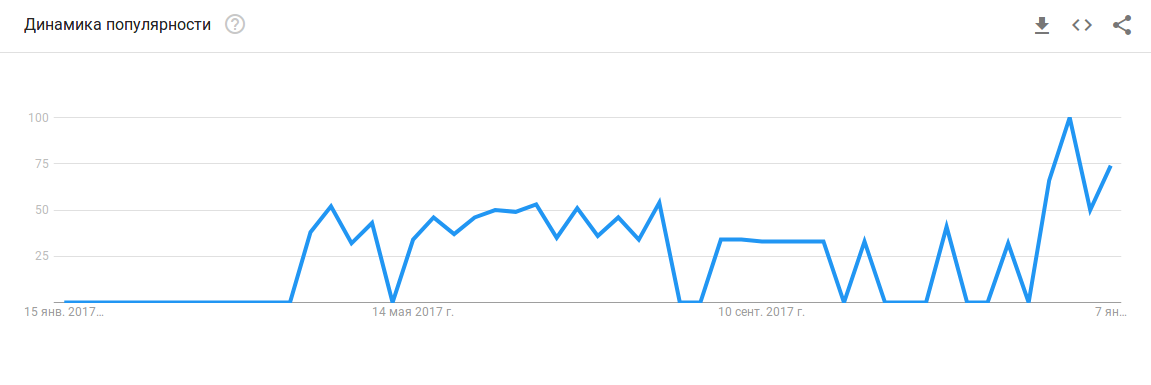 Динамика популярности
100
75
50
25
15 янв. 2017…
14 мая 2017 г.
10 сент. 2017 г.
7 ян…